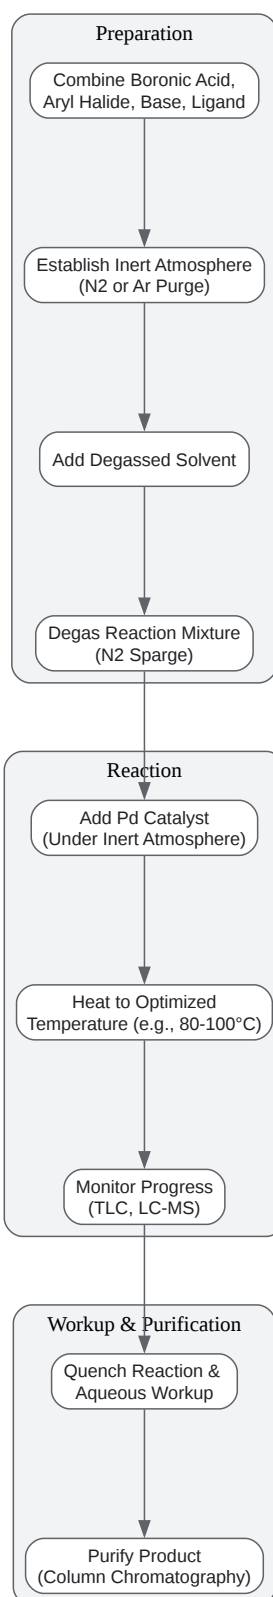 Preparation
Combine Boronic Acid,
Aryl Halide, Base, Ligand
Establish Inert Atmosphere
(N2 or Ar Purge)
Add Degassed Solvent
Degas Reaction Mixture
(N2 Sparge)
Reaction
Add Pd Catalyst
(Under Inert Atmosphere)
Heat to Optimized
Temperature (e.g., 80-100°C)
Monitor Progress
(TLC, LC-MS)
Workup & Purification
Quench Reaction &
Aqueous Workup
Purify Product
(Column Chromatography)